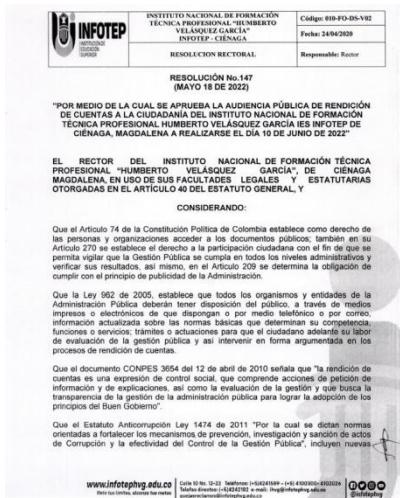 INFOTEP
INSTITUCIÓN DE
EDUCACIÓN
SUPERIOR
INSTITUTO NACIONAL DE FORMACIÓN
TÉCNICA PROFESIONAL “HUMBERTO
VELÁSQUEZ GARCÍA”
INFOTEP - CIÉNAGA
Código: 010-FO-DS-V02
Fecha: 24/04/2020
RESOLUCIÓN RECTORAL
Responsable: Rector
RESOLUCIÓN No.147
(MAYO 18 DE 2022)
"POR MEDIO DE LA CUAL SE APRUEBA LA AUDIENCIA PÚBLICA DE RENDICIÓN
DE CUENTAS A LA CIUDADANÍA DEL INSTITUTO NACIONAL DE FORMACIÓN
TÉCNICA PROFESIONAL HUMBERTO VELÁSQUEZ GARCÍA IES INFOTEP DE
CIÉNAGA, MAGDALENA A REALIZARSE EL DÍA 10 DE JUNIO DE 2022"
EL RECTOR DEL INSTITUTO NACIONAL DE FORMACIÓN TÉCNICA
PROFESIONAL “HUMBERTO VELÁSQUEZ GARCÍA”, DE CIÉNAGA
MAGDALENA, EN USO DE SUS FACULTADES LEGALES Y ESTATUTARIAS
OTORGADAS EN EL ARTÍCULO 40 DEL ESTATUTO GENERAL, Y
CONSIDERANDO:
Que el Artículo 74 de la Constitución Política de Colombia establece como derecho de
las personas y organizaciones acceder a los documentos públicos; también en su
Artículo 270 se establece el derecho a la participación ciudadana con el fin de que se
permita vigilar que la Gestión Pública se cumpla en todos los niveles administrativos y
verificar sus resultados, así mismo, en el Artículo 209 se determina la obligación de
cumplir con el principio de publicidad de la Administración.
Que la Ley 962 de 2005, establece que todos los organismos y entidades de la
Administración Pública deberán tener disposición del público, a través de medios
impresos o electrónicos de que dispongan o por medio telefónico o por correo,
información actualizada sobre las normas básicas que determinan su competencia,
funciones o servicios; trámites o actuaciones para que el ciudadano adelante su labor
de evaluación de la gestión pública y así intervenir en forma argumentada en los
procesos de rendición de cuentas.
Que el documento CONPES 3654 del 12 de abril de 2010 señala que "la rendición de
cuentas es una expresión de control social, que comprende acciones de petición de
información y de explicaciones, así como la evaluación de la gestión y que busca la
transparencia de la gestión de la administración pública para lograr la adopción de los
principios del Buen Gobierno".
Que el Estatuto Anticorrupción Ley 1474 de 2011 "Por la cual se dictan normas
orientadas a fortalecer los mecanismos de prevención, investigación y sanción de actos
de Corrupción y la efectividad del Control de la Gestión Pública", incluyen nuevas
www.infotephvg.edu.co